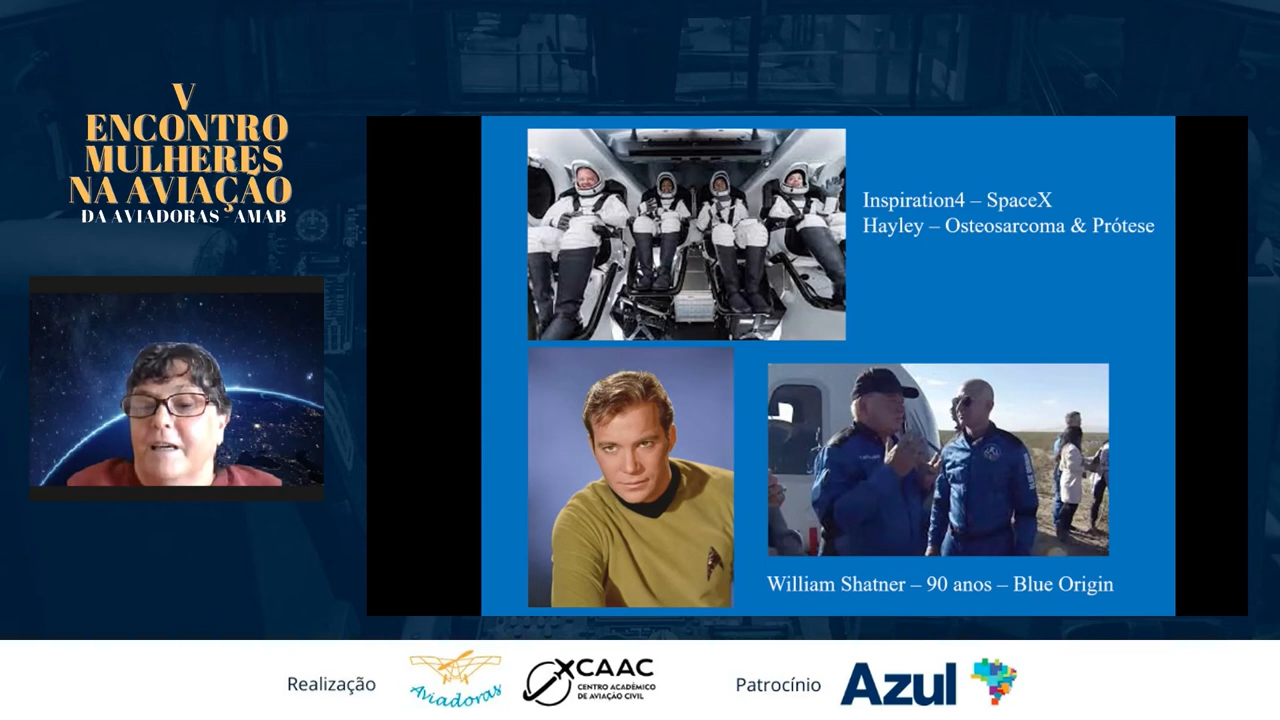 V
ENCONTRO
MULHERES
NA AVIAÇÃO
DA AVIADORAS - AMAB
Inspiration4 – SpaceX
Hayley – Osteosarcoma & Prótese
William Shatner – 90 anos – Blue Origin
Realização
Aviadoras
CAAC
CENTRO ACADÊMICO
DE AVIAÇÃO CIVIL
Patrocínio
Azul